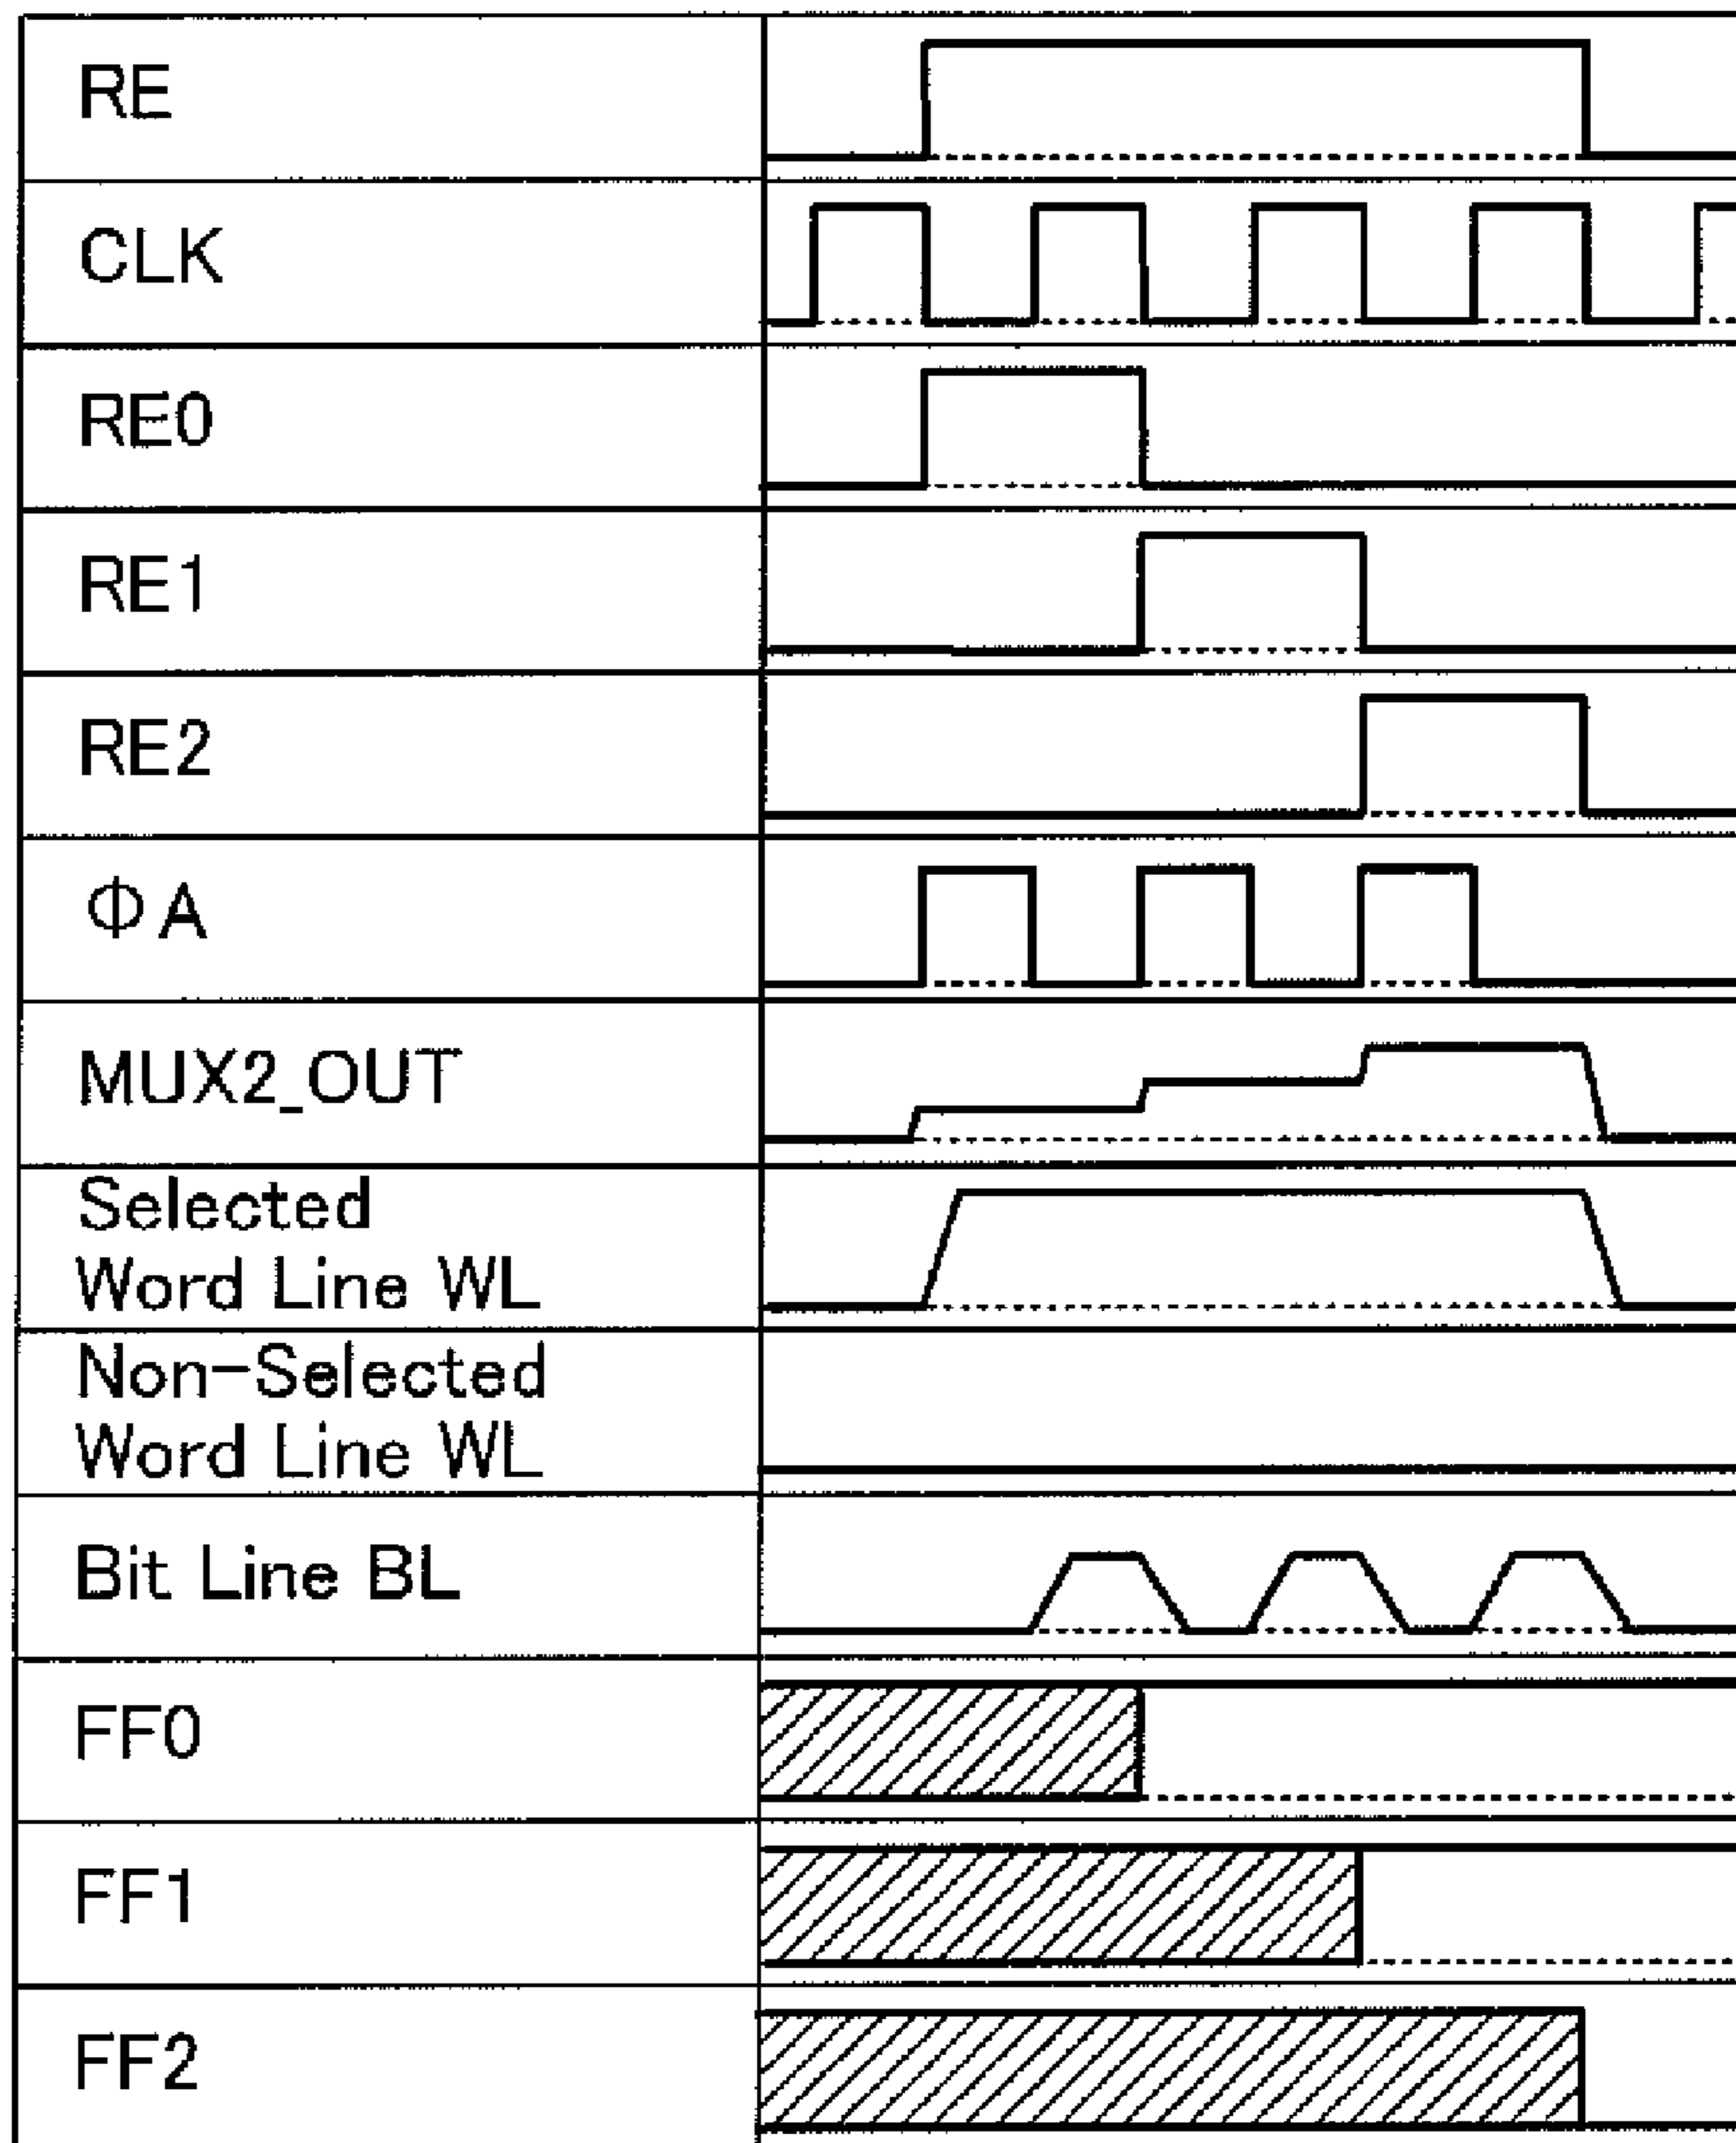 RE
CLK
RE0
RE1
RE2
ΦA
MUX2_OUT
Selected
Word Line WL
Non-Selected
Word Line WL
Bit Line BL
FF0
FF1
FF2